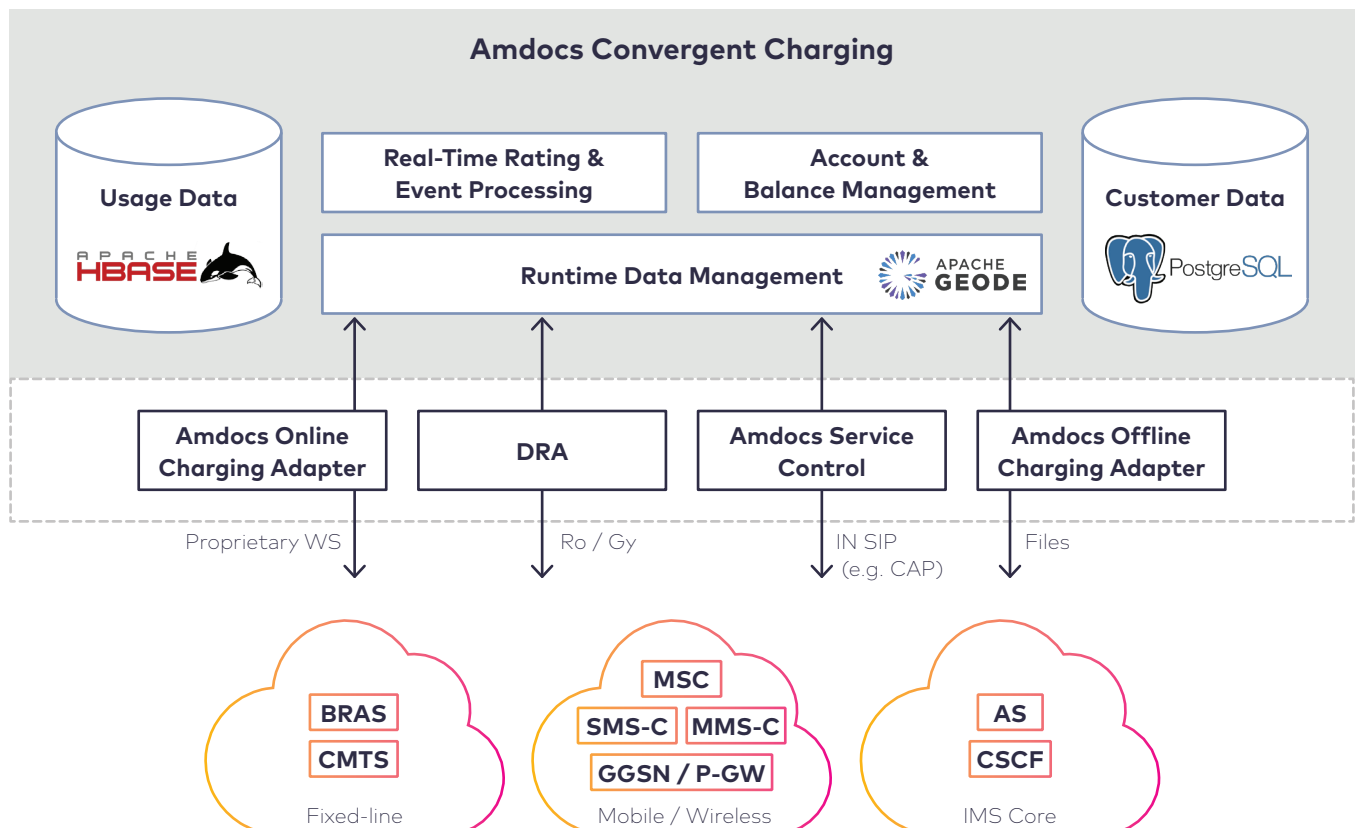 Amdocs Convergent Charging
Usage Data
APACHE
HBASE
Real-Time Rating &
Event Processing
Account &
Balance Management
Runtime Data Management
APACHE
GEODE
Customer Data
PostgreSQL
Amdocs Online
Charging Adapter
DRA
Amdocs Service
Control
Amdocs Offline
Charging Adapter
Proprietary WS
Ro / Gy
IN SIP
(e.g. CAP)
Files
BRAS
CMTS
Fixed-line
MSC
SMS-C
MMS-C
GGSN / P-GW
Mobile / Wireless
AS
CSCF
IMS Core